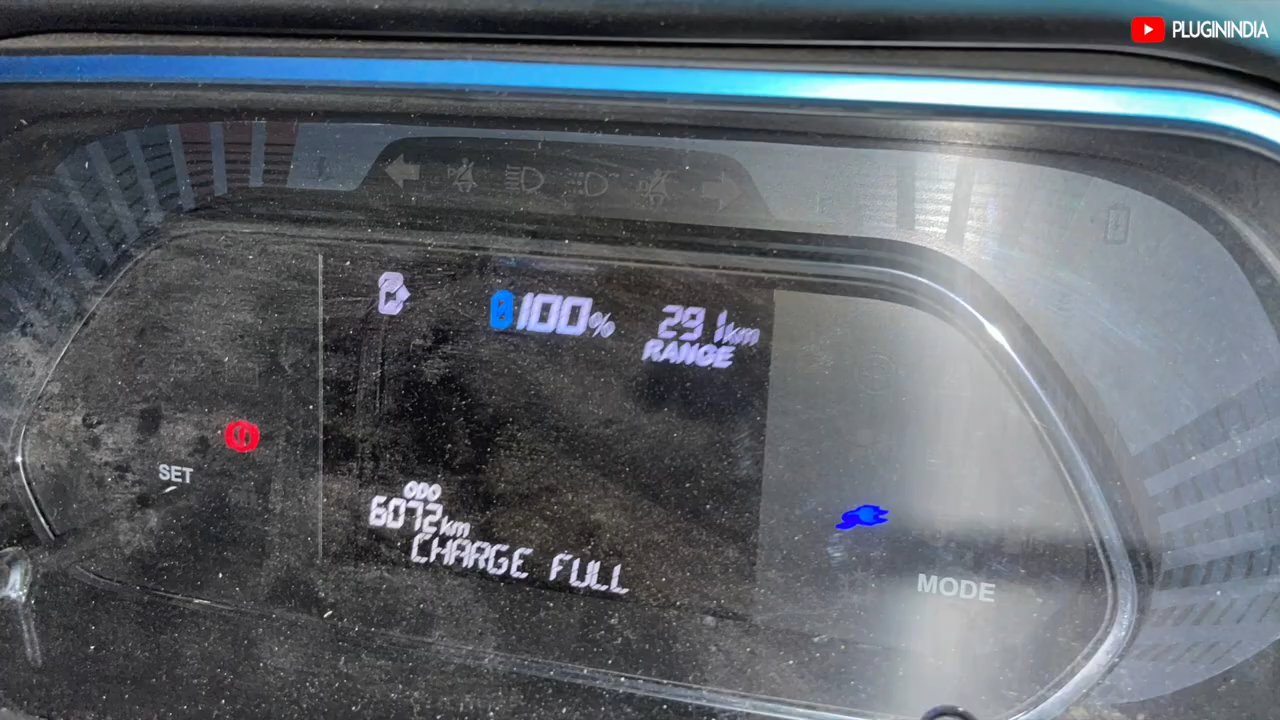 PLUGININDIA
100%
291km
RANGE
SET
ODO
6072km
CHARGE FULL
MODE